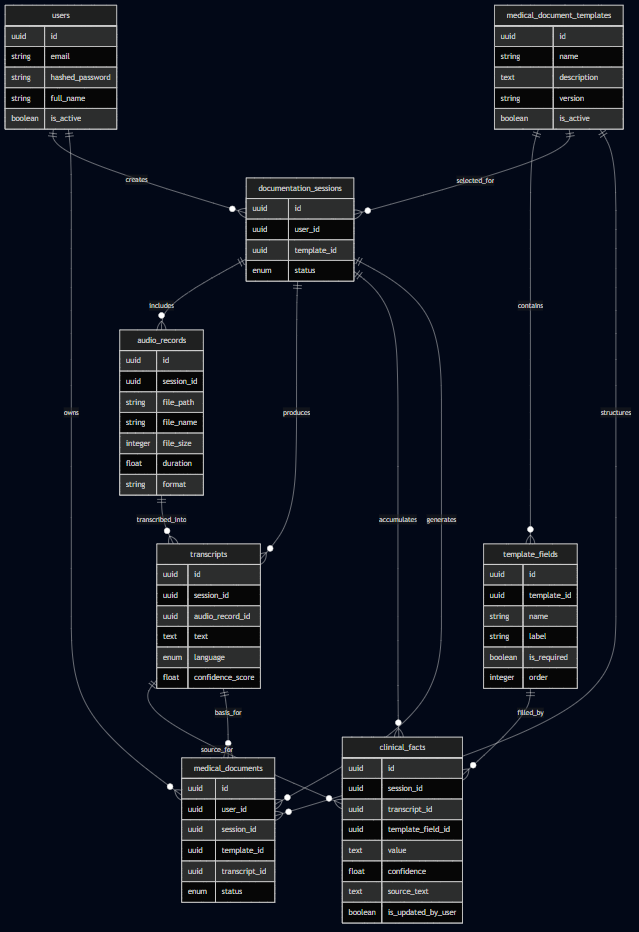 users
uuid id
string email
string hashed_password
string full_name
boolean is_active
medical_document_templates
uuid id
string name
text description
string version
boolean is_active
creates
selected_for
documentation_sessions
uuid id
uuid user_id
uuid template_id
enum status
includes
contains
audio_records
uuid id
uuid session_id
string file_path
string file_name
integer file_size
float duration
string format
owns
produces
structures
transcribed_into
accumulates
generates
transcripts
uuid id
uuid session_id
uuid audio_record_id
text text
enum language
float confidence_score
template_fields
uuid id
uuid template_id
string name
string label
boolean is_required
integer order
basis_for
filled_by
source_for
medical_documents
uuid id
uuid user_id
uuid session_id
uuid template_id
uuid transcript_id
enum status
clinical_facts
uuid id
uuid session_id
uuid transcript_id
uuid template_field_id
text value
float confidence
text source_text
boolean is_updated_by_user